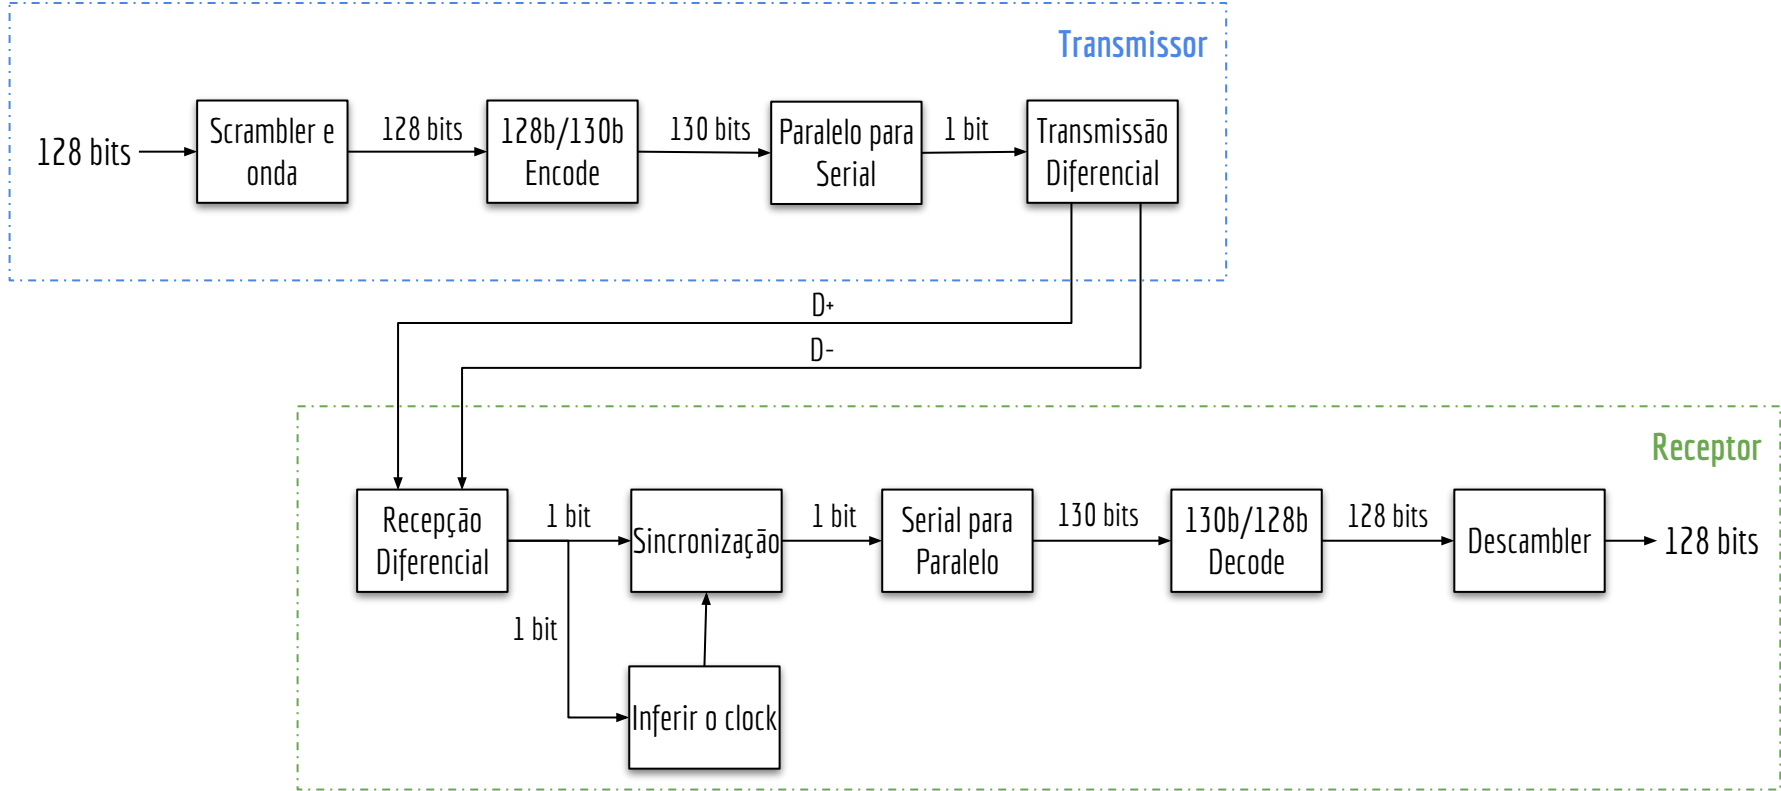 Transmissor
128 bits
Scrambler e
onda
128 bits
128b/130b
Encode
130 bits
Paralelo para
Serial
1 bit
Transmissão
Diferencial
D+
D-
Receptor
Recepção
Diferencial
1 bit
1 bit
Inferir o clock
Sincronização
1 bit
Serial para
Paralelo
130 bits
130b/128b
Decode
128 bits
Descambler
128 bits